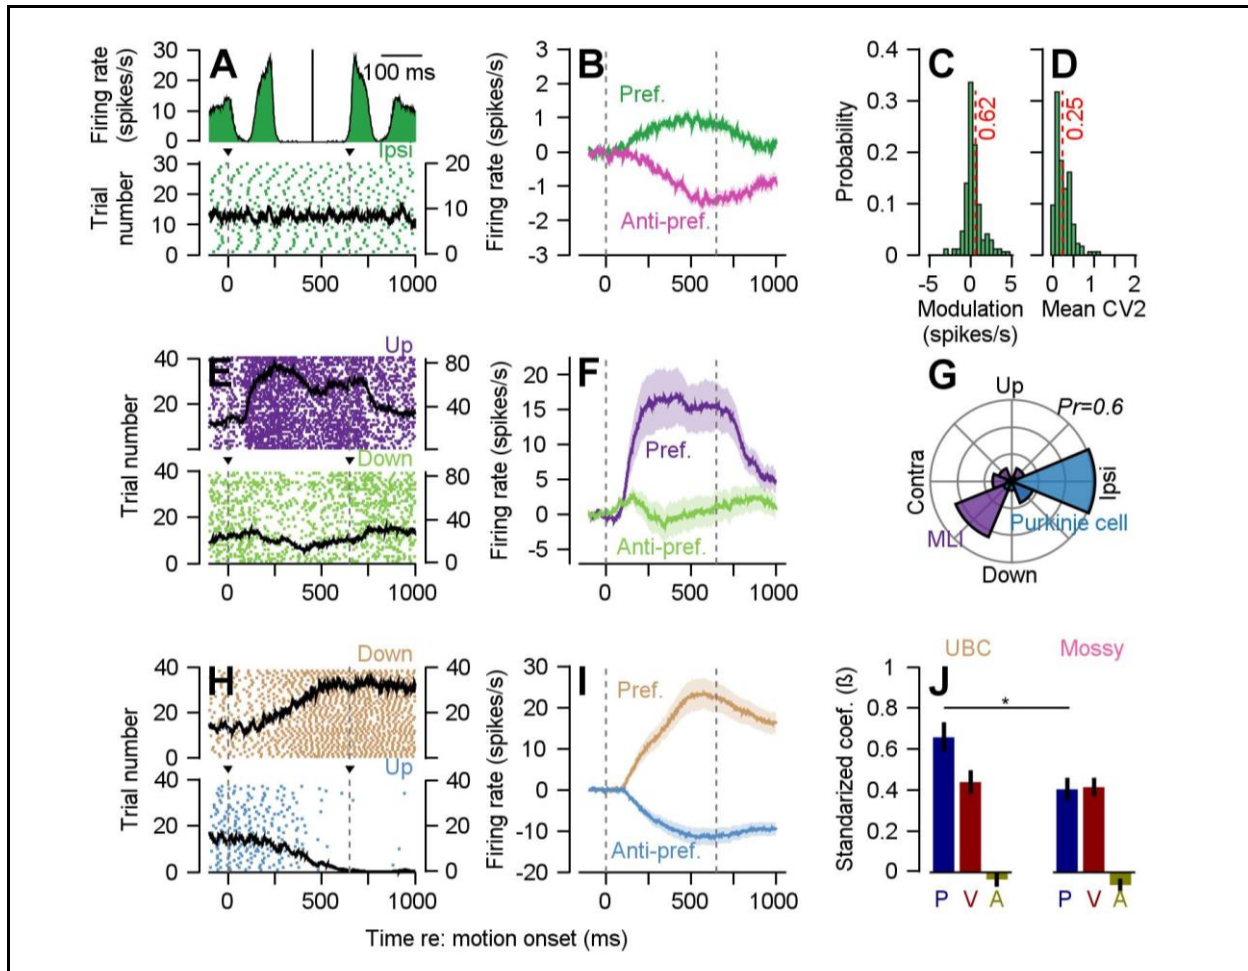 A
Firing rate
(spikes/s)
30
20
10
0
100 ms
Ipsi
Trial
number
30
20
10
0
20
10
0
0
500
1000
B
Firing rate (spikes/s)
3
2
1
0
-1
-2
-3
Pref.
Anti-pref.
0
500
1000
C
Probability
0.4
0.3
0.2
0.1
0
0.62
-5
0
5
Modulation
(spikes/s)
D
0.25
0
1
2
Mean CV2
E
Up
Trial number
40
20
80
40
Down
40
20
0
80
40
0
0
500
1000
F
Firing rate (spikes/s)
20
15
10
5
0
-5
Pref.
Anti-pref.
0
500
1000
G
Up
Pr=0.6
Contra
Ipsi
Purkinje cell
MLI
Down
H
Down
Trial number
40
20
0
40
20
0
Up
40
20
0
40
20
0
0
500
1000
I
Firing rate (spikes/s)
30
20
10
0
-10
-20
Pref.
Anti-pref.
0
500
1000
UBC
Mossy
J
Standarized coef. (ß)
1
0.8
0.6
0.4
0.2
0
*
P V A
P V A
Time re: motion onset (ms)